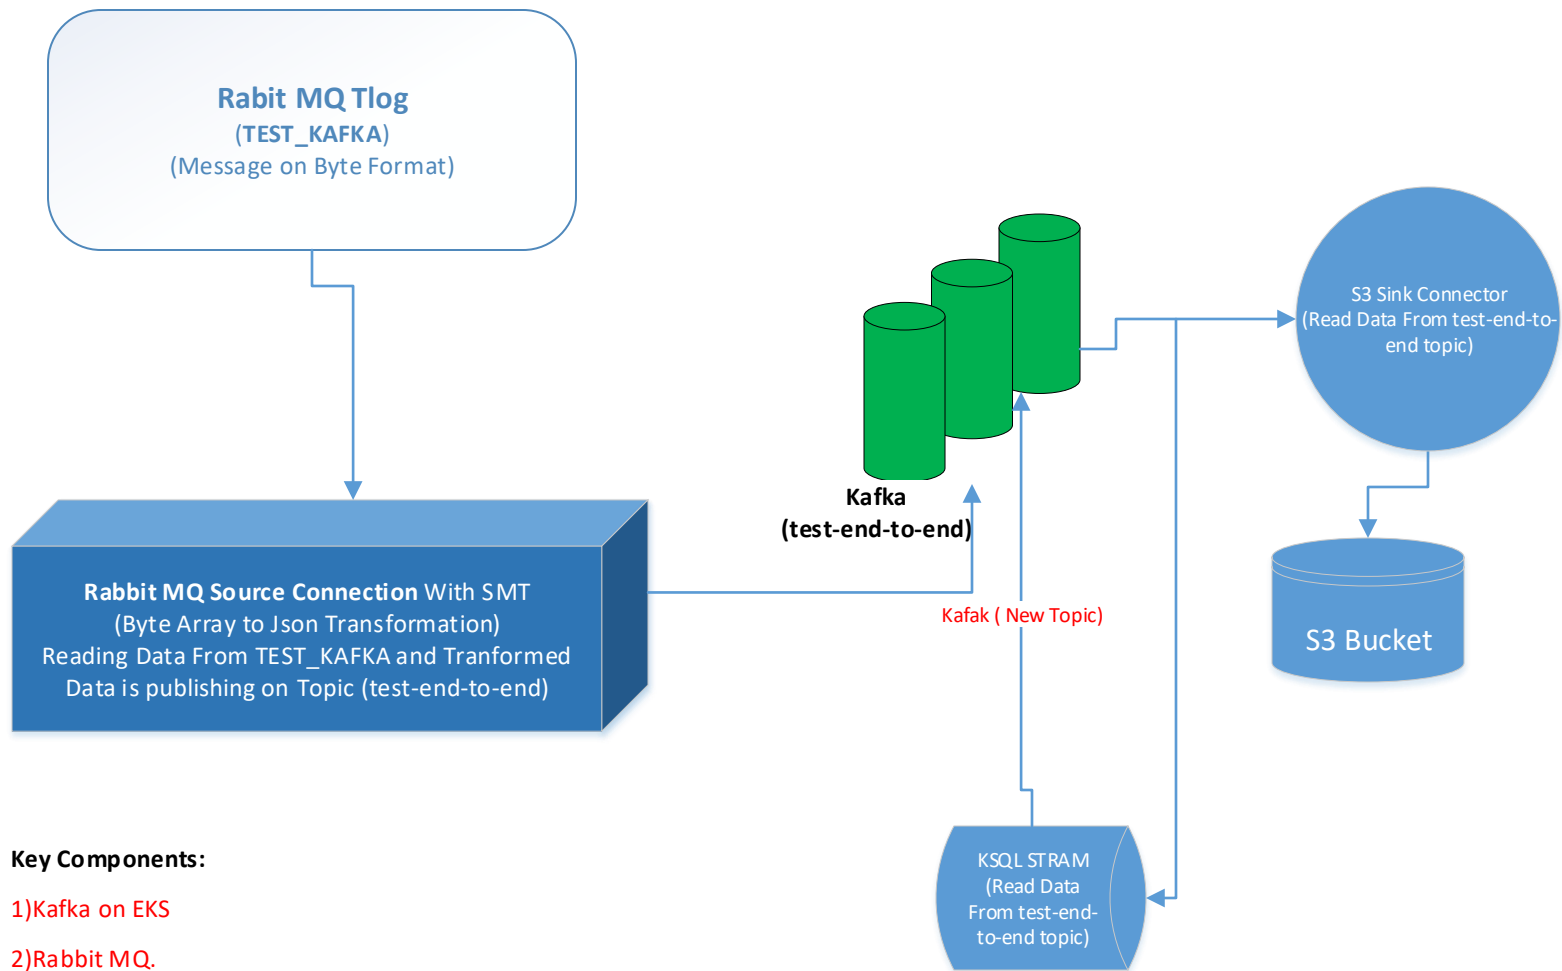 Rabit MQ Tlog
(TEST_KAFKA)
(Message on Byte Format)
S3 Sink Connector
(Read Data From test-end-to-
end topic)
Kafka
(test-end-to-end)
Rabbit MQ Source Connection With SMT
(Byte Array to Json Transformation)
Reading Data From TEST_KAFKA and Tranformed
Data is publishing on Topic (test-end-to-end)
Kafak ( New Topic)
S3 Bucket
KSQL STRAM
(Read Data
From test-end-
to-end topic)
Key Components:
1)Kafka on EKS
2)Rabbit MQ.